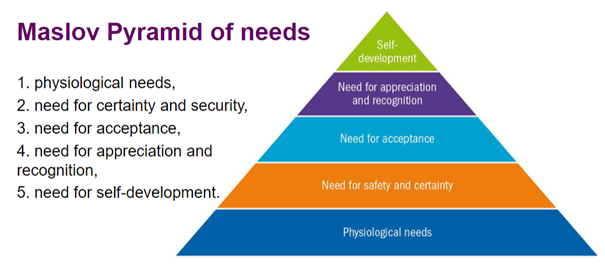 Maslov Pyramid of needs
1. physiological needs,
2. need for certainty and security,
3. need for acceptance,
4. need for appreciation and
recognition,
5. need for self-development.
Self-
development
Need for appreciation
and recognition
Need for acceptance
Need for safety and certainty
Physiological needs